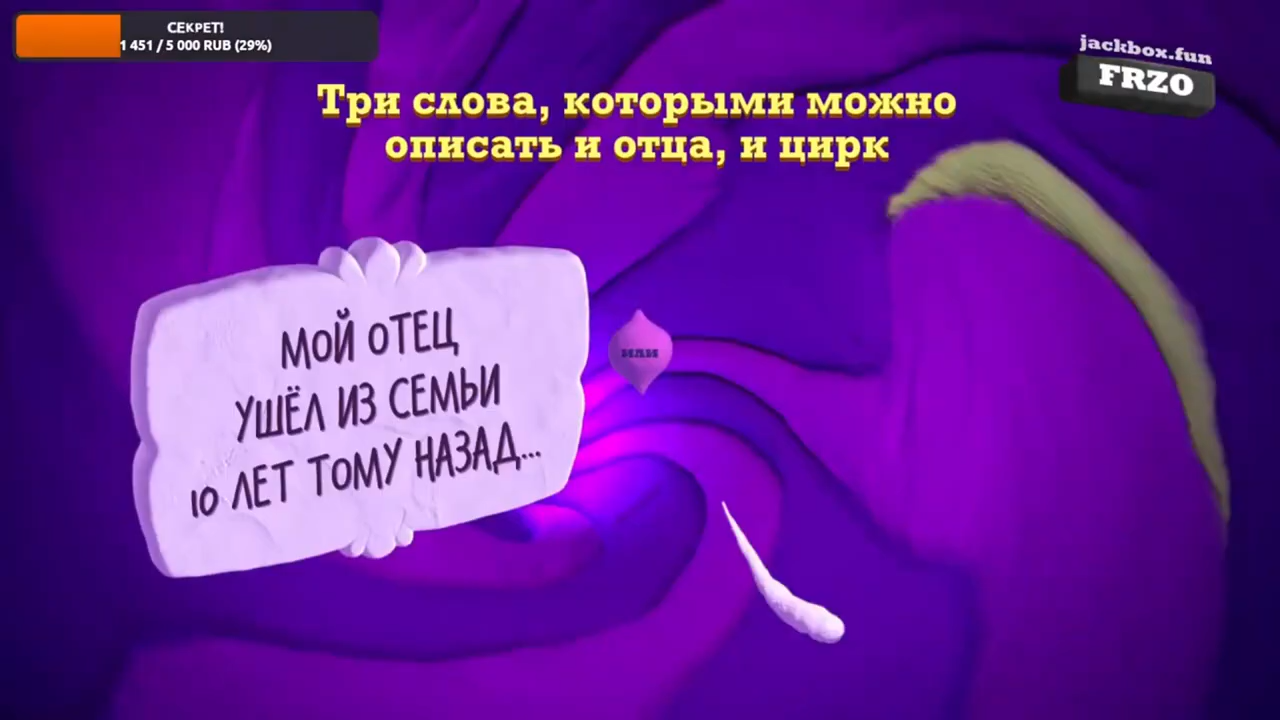 СЕКРЕТ!
1 451 / 5 000 RUB (29%)
jackbox.fun
FRZO
Три слова, которыми можно
описать и отца, и цирк
МОЙ ОТЕЦ
УШЁЛ ИЗ СЕМЬИ
10 ЛЕТ ТОМУ НАЗАД...
ИЛИ